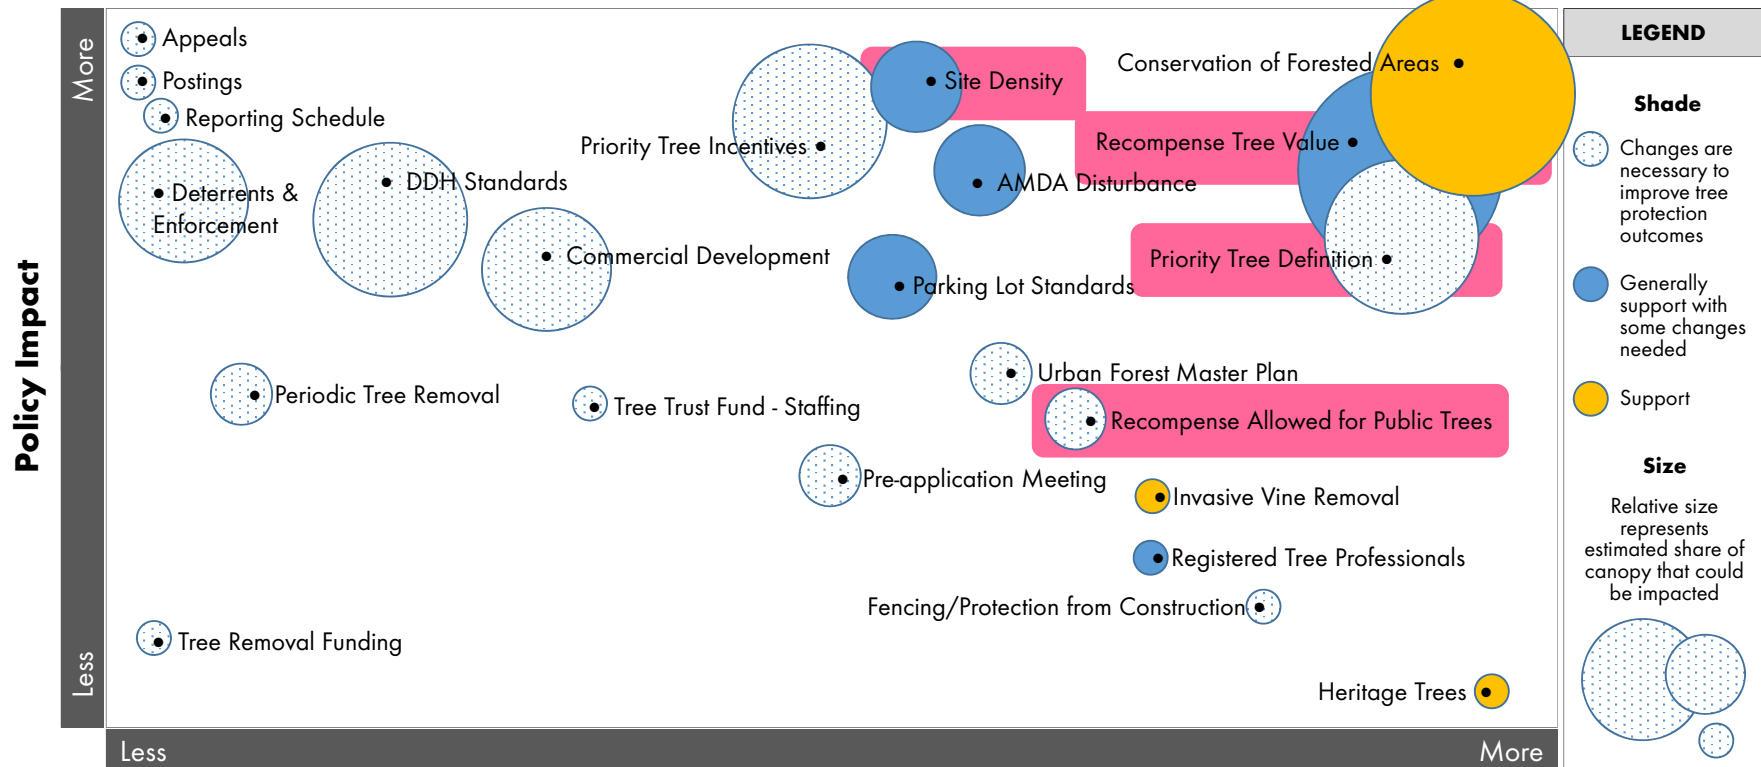 More
Appeals
Postings
Reporting Schedule
Deterrents &
Enforcement
DDH Standards
Commercial Development
Priority Tree Incentives
Site Density
AMDA Disturbance
Parking Lot Standards
Conservation of Forested Areas
Recompense Tree Value
Priority Tree Definition
Policy Impact
Periodic Tree Removal
Tree Trust Fund - Staffing
Urban Forest Master Plan
Recompense Allowed for Public Trees
Pre-application Meeting
Invasive Vine Removal
Registered Tree Professionals
Fencing/Protection from Construction
Tree Removal Funding
Heritage Trees
Less
Less
More
LEGEND
Shade
Changes are
necessary to
improve tree
protection
outcomes
Generally
support with
some changes
needed
Support
Size
Relative size
represents
estimated share of
canopy that could
be impacted